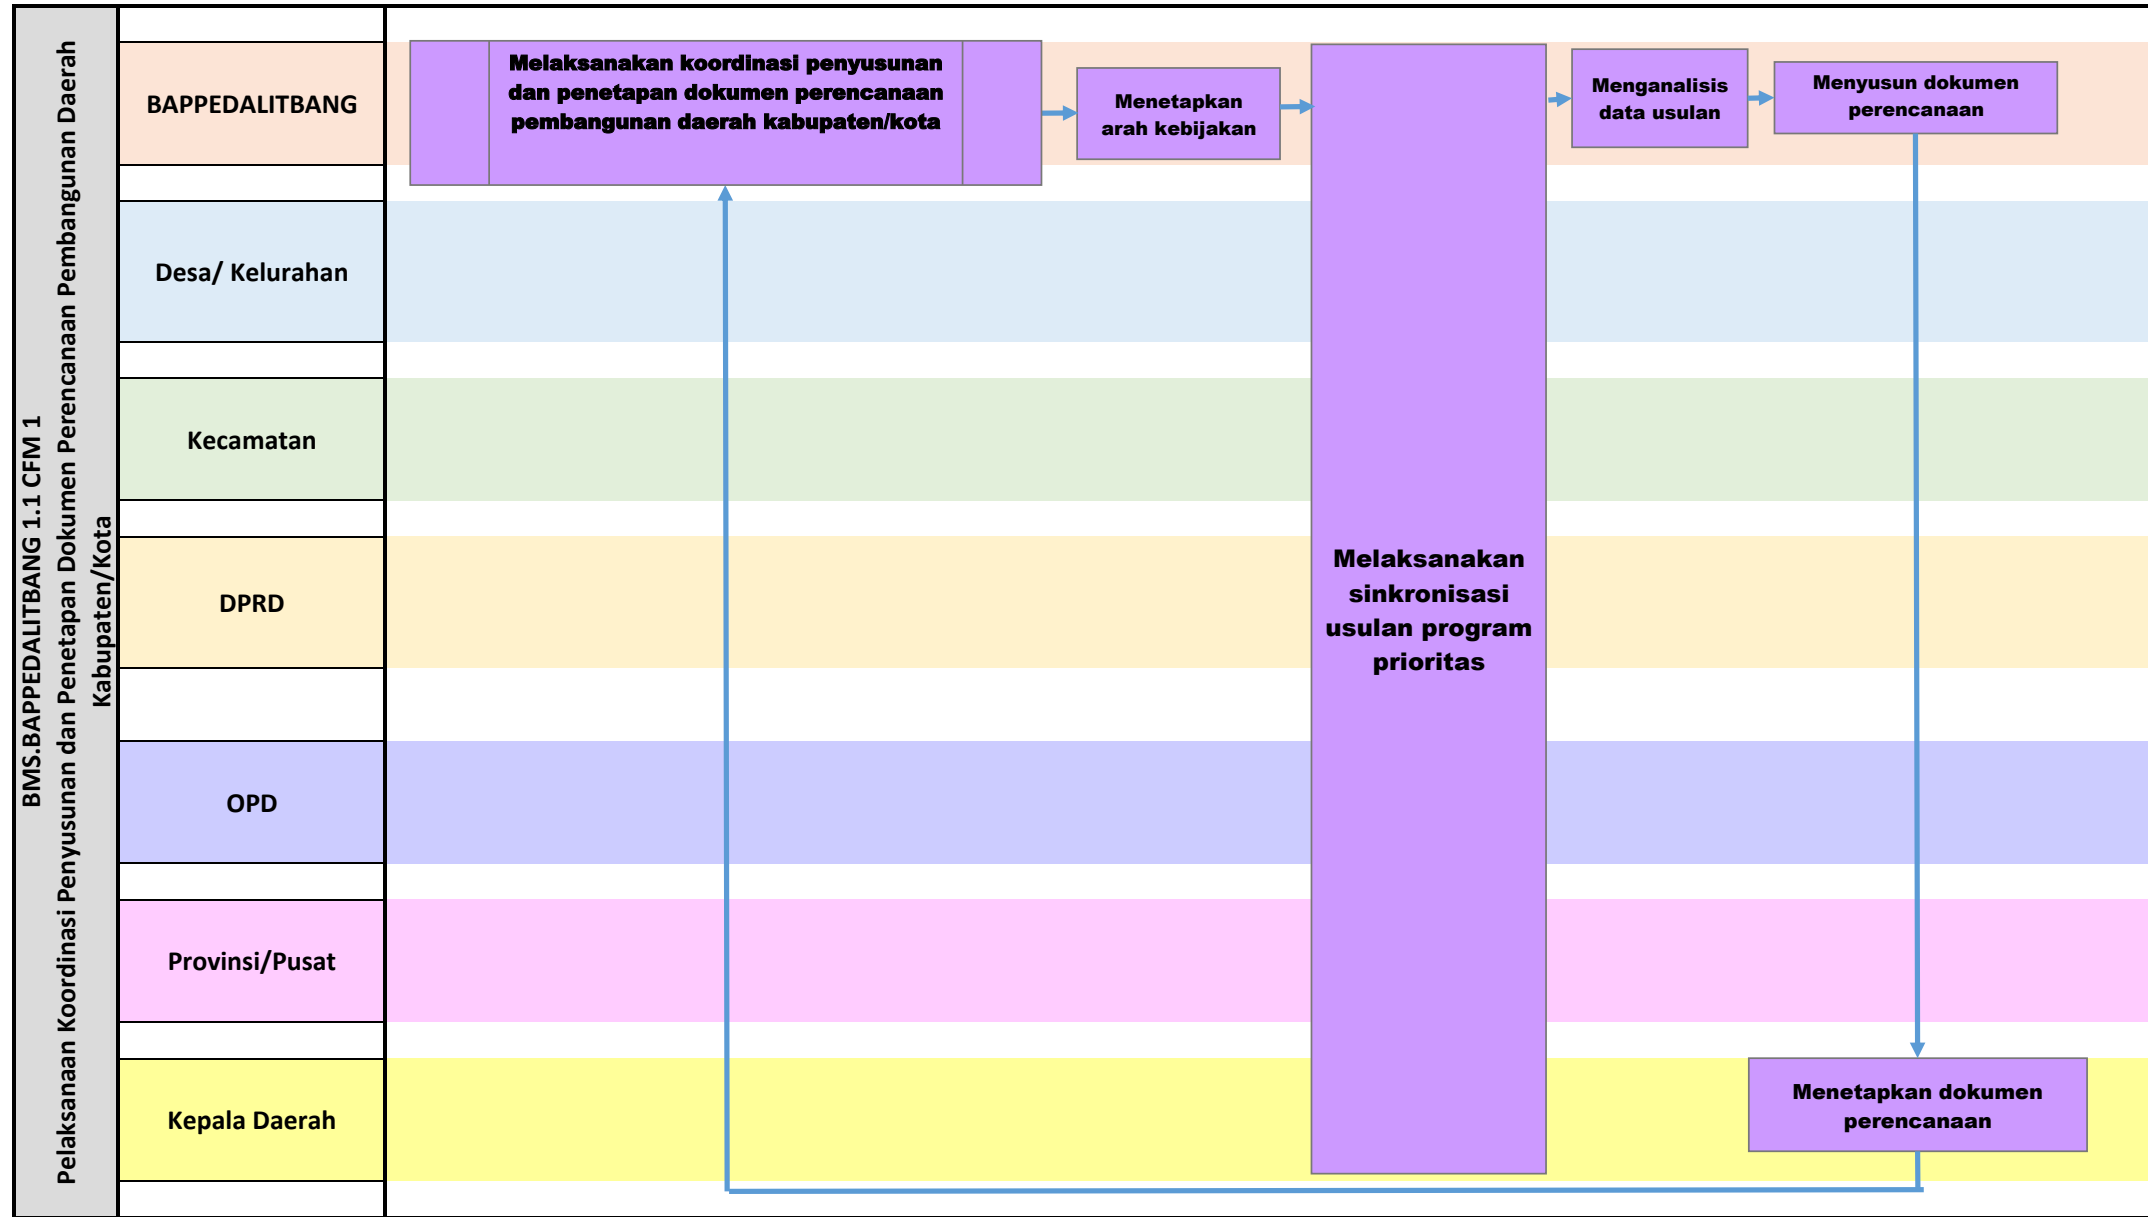 BMS.BAPPEDALITBANG 1.1 CFM 1
Pelaksanaan Koordinasi Penyusunan dan Penetapan Dokumen Perencanaan Pembangunan Daerah
Kabupaten/Kota
BAPPEDALITBANG
Melaksanakan koordinasi penyusunan
dan penetapan dokumen perencanaan
pembangunan daerah kabupaten/kota
Menetapkan
arah kebijakan
Menganalisis
data usulan
Menyusun dokumen
perencanaan
Desa/ Kelurahan
Kecamatan
DPRD
Melaksanakan
sinkronisasi
usulan program
prioritas
OPD
Provinsi/Pusat
Kepala Daerah
Menetapkan dokumen
perencanaan